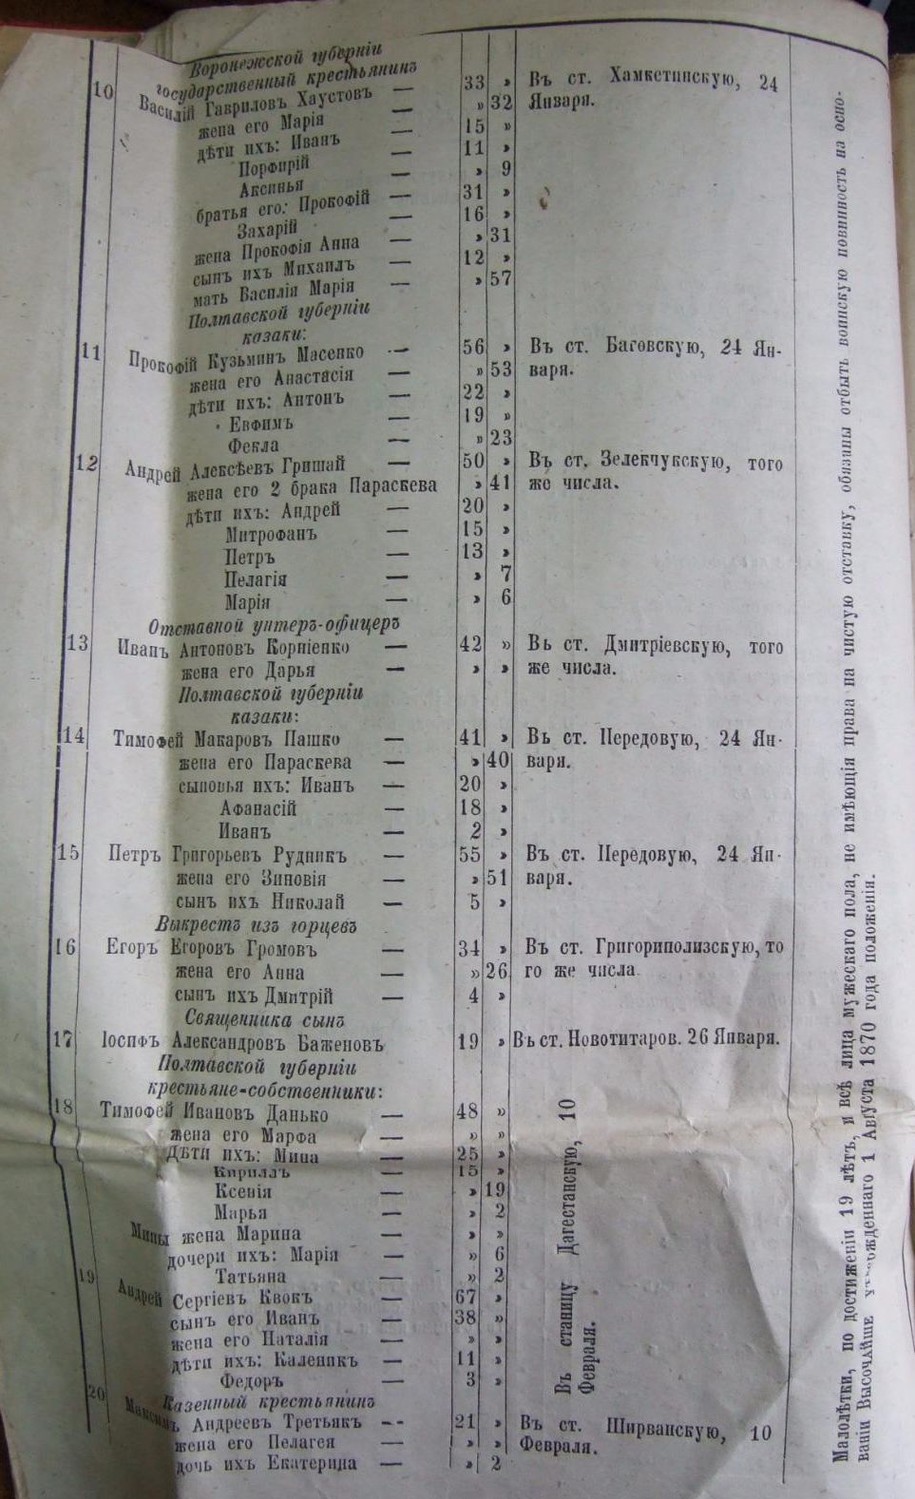 Воронежской губерніи
государственный крестьянинъ
10 Василій Гавриловъ Хаустовъ — 33 » Въ ст. Хамкетинскую, 24
жена его Марія — » 32 Января.
дѣти ихъ: Иванъ — 15 »
Порфирій — 11 »
Аксинья — » 9
братья его: Прокофій — 31 »
Захарій — 16 »
жена Прокофія Анна — » 31
сынъ ихъ Михаилъ — 12 »
мать Василія Марія — » 57
Полтавской губерніи
казаки:
11 Прокофій Кузьминъ Масенко — 56 » Въ ст. Баговскую, 24 Ян-
жена его Анастасія — » 53 варя.
дѣти ихъ: Антонъ — 22 »
Евфимъ — 19 »
Фекла — » 23
12 Андрей Алексѣевъ Гришай — 50 » Въ ст. Зеленчукскую, того
жена его 2 брака Параскева » 41 же числа.
дѣти ихъ: Андрей — 20 »
Митрофанъ — 15 »
Петръ — 13 »
Пелагія — » 7
Марія — » 6
Отставной унтеръ-офицеръ
13 Иванъ Антоновъ Корніенко — 42 » Въ ст. Дмитріевскую, того
жена его Дарья — » » же числа.
Полтавской губерніи
казаки:
14 Тимофей Макаровъ Пашко — 41 » Въ ст. Передовую, 24 Ян-
жена его Параскева — » 40 варя.
сыновья ихъ: Иванъ — 20 »
Афанасій — 18 »
Иванъ — 2 »
15 Петръ Григорьевъ Рудникъ — 55 » Въ ст. Передовую, 24 Ян-
жена его Зиновія — » 51 варя.
сынъ ихъ Николай — 5 »
Выкрестъ изъ горцевъ
16 Егоръ Егоровъ Громовъ — 34 » Въ ст. Григориполизскую, то
жена его Анна — » 26 го же числа
сынъ ихъ Дмитрій — 4 »
Священника сынъ
17 Іосифъ Александровъ Баженовъ 19 » Въ ст. Новотитаров. 26 Января.
Полтавской губерніи
крестьяне-собственники:
18 Тимофей Ивановъ Данько — 48 »
жена его Марфа — » »
Дѣти ихъ: Мина — 25 »
Кириллъ — 15 »
Ксенія — » 19
Марья — » 2
Мины жена Марина — » »
дочери ихъ: Марія — » 6
Татьяна — » 2
19 Андрей Сергіевъ Квокъ — 67 »
сынъ его Иванъ — 38 »
жена его Наталія — » »
дѣти ихъ: Каленикъ — 11 »
Федоръ — 3 »
Въ станицу Дагестанскую, 10
Февраля.
Казенный крестьянинъ
20 Максимъ Андреевъ Третьякъ — 21 » Въ ст. Ширванскую, 10
жена его Пелагея — » » Февраля.
дочь ихъ Екатерина — » 2
Малолѣтки, по достиженіи 19 лѣтъ, и всѣ лица мужескаго пола, не имѣющія права на чистую отставку, обязаны отбыть воинскую повинность на осно-
ваніи Высочайше утвержденнаго 1 Августа 1870 года положенія.